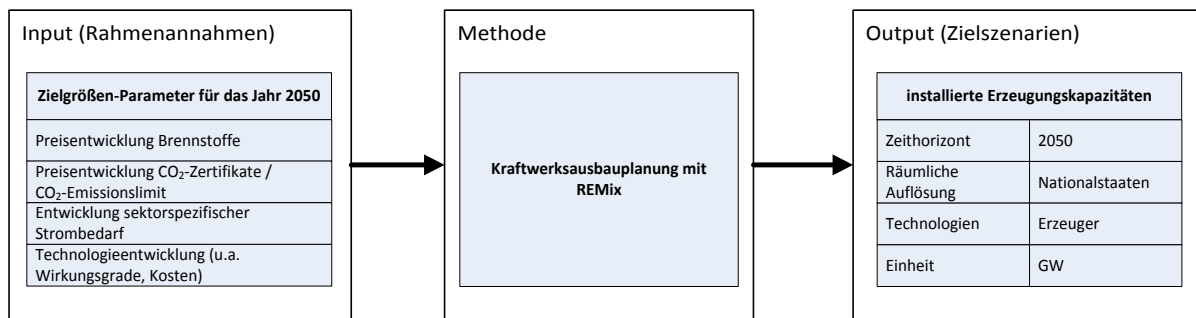 Input (Rahmenannahmen)
Zielgrößen-Parameter für das Jahr 2050
Preisentwicklung Brennstoffe
Preisentwicklung CO₂-Zertifikate /
CO₂-Emissionslimit
Entwicklung sektorspezifischer
Strombedarf
Technologieentwicklung (u.a.
Wirkungsgrade, Kosten)
Methode
Kraftwerksausbauplanung mit
REMix
Output (Zielszenarien)
installierte Erzeugungskapazitäten
Zeithorizont 2050
Räumliche
Auflösung Nationalstaaten
Technologien Erzeuger
Einheit GW